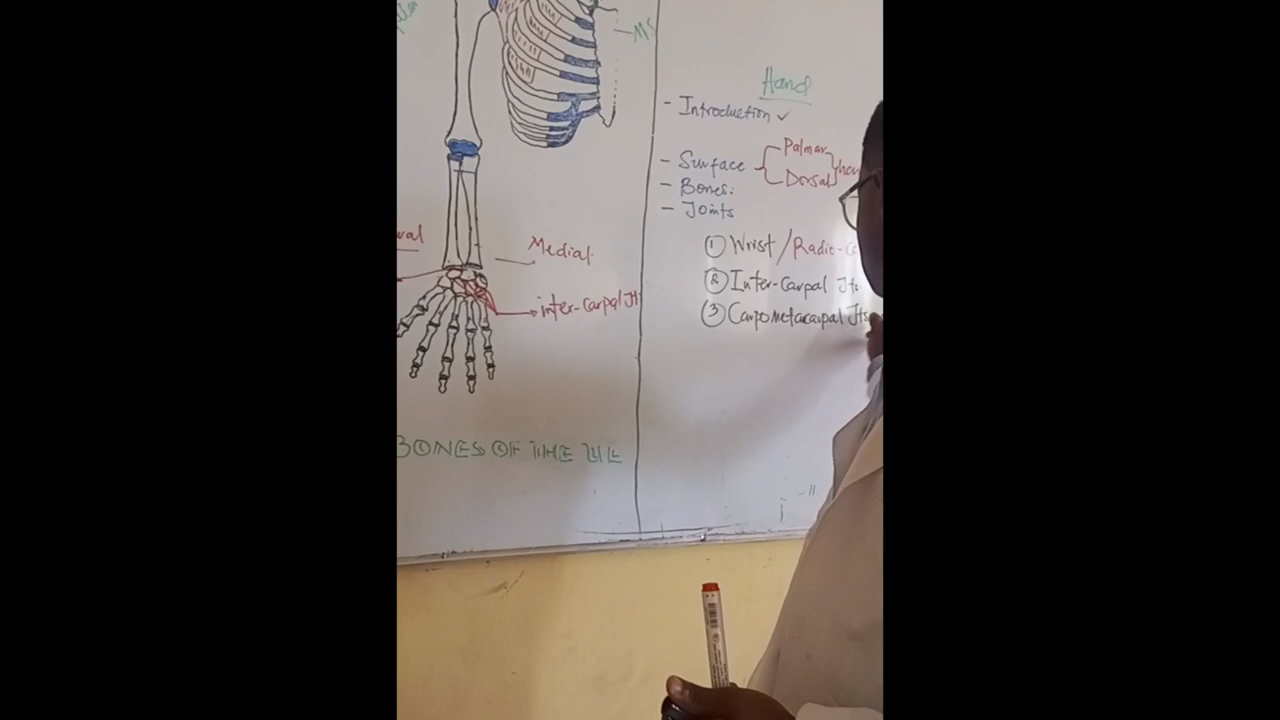 Medial
inter-carpal Jt
BONES OF THE UL
Hand
- Introduction ✓
- Surface
Palmar
Dorsal
- Bones:
- Joints
① Wrist/Radio-
② Inter-Carpal Jts
③ Carpometacarpal Jts